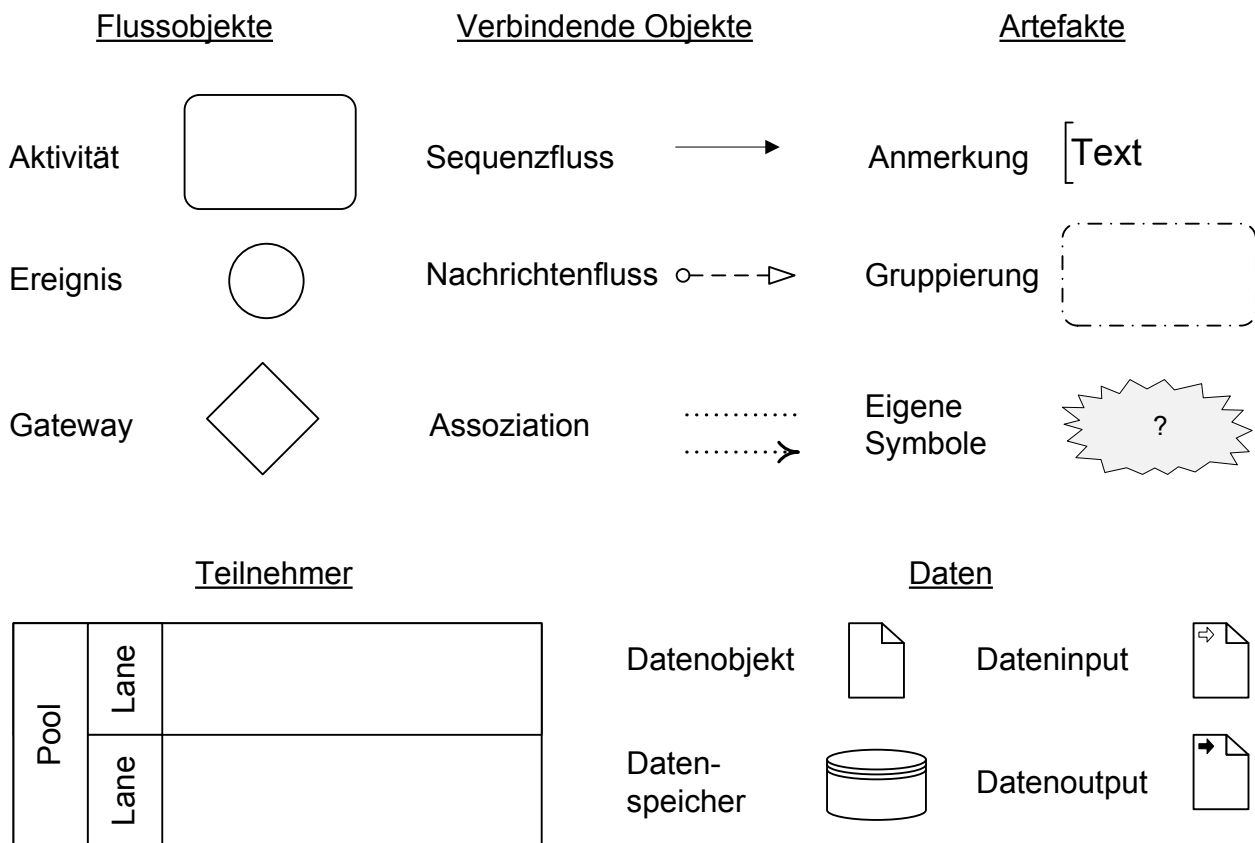 Flussobjekte
Verbindende Objekte
Artefakte
Aktivität
Sequenzfluss
Anmerkung
Text
Ereignis
Nachrichtenfluss
Gruppierung
Gateway
Assoziation
Eigene
Symbole
?
Teilnehmer
Daten
Pool
Lane
Lane
Datenobjekt
Dateninput
Daten-
speicher
Datenoutput